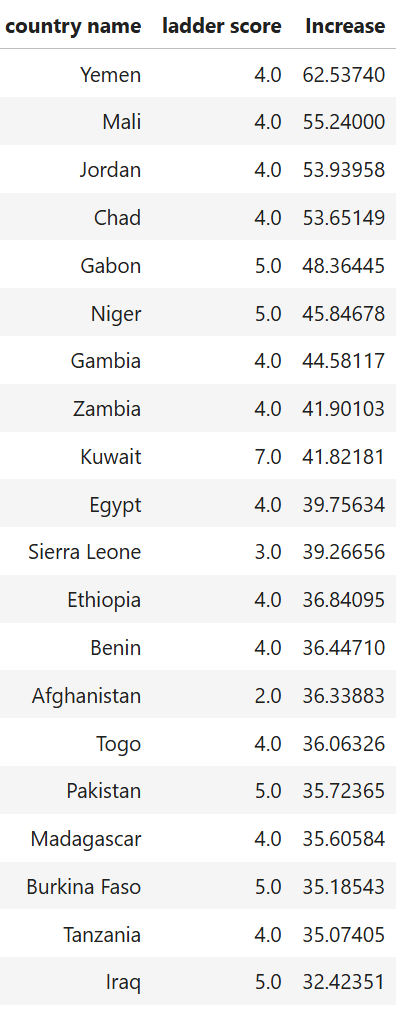 country name ladder score Increase
Yemen 4.0 62.53740
Mali 4.0 55.24000
Jordan 4.0 53.93958
Chad 4.0 53.65149
Gabon 5.0 48.36445
Niger 5.0 45.84678
Gambia 4.0 44.58117
Zambia 4.0 41.90103
Kuwait 7.0 41.82181
Egypt 4.0 39.75634
Sierra Leone 3.0 39.26656
Ethiopia 4.0 36.84095
Benin 4.0 36.44710
Afghanistan 2.0 36.33883
Togo 4.0 36.06326
Pakistan 5.0 35.72365
Madagascar 4.0 35.60584
Burkina Faso 5.0 35.18543
Tanzania 4.0 35.07405
Iraq 5.0 32.42351